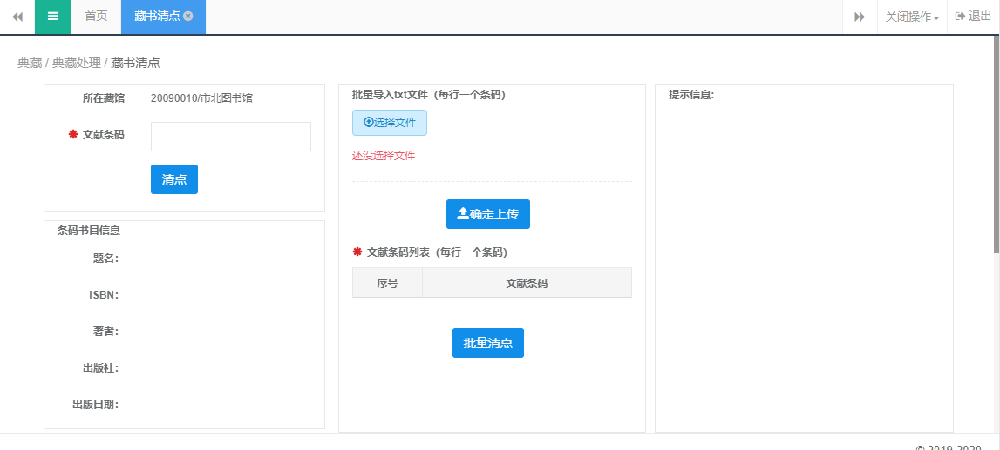 首页
藏书清点
关闭操作
退出
典藏 / 典藏处理 / 藏书清点
所在藏馆 20090010/市北图书馆
文献条码
清点
条码书目信息
题名:
ISBN:
著者:
出版社:
出版日期:
批量导入txt文件（每行一个条码）
选择文件
还没选择文件
确定上传
文献条码列表（每行一个条码）
序号 文献条码
批量清点
提示信息:
© 2019-2020